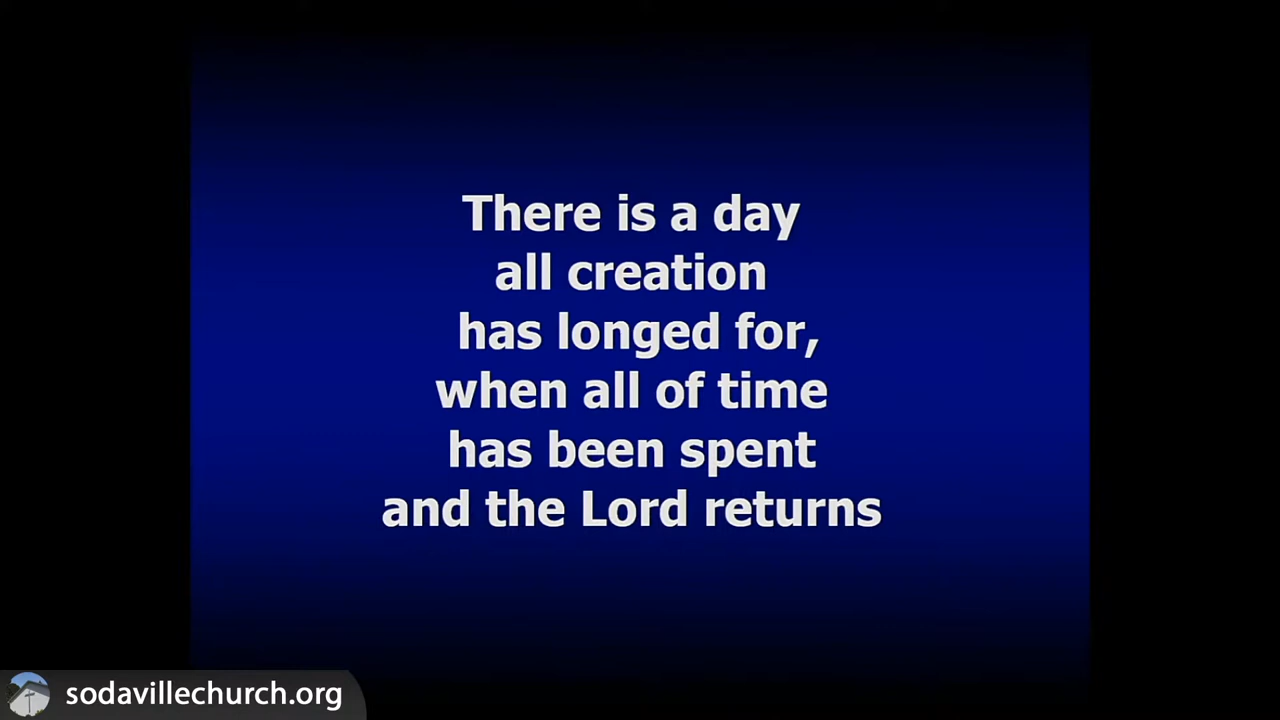 There is a day
all creation
has longed for,
when all of time
has been spent
and the Lord returns
sodavillechurch.org